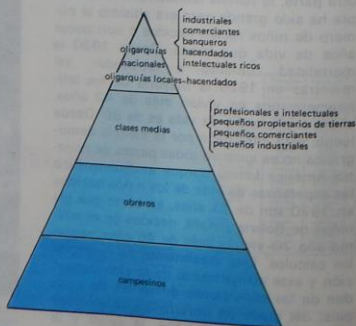 industriales
comerciantes
banqueros
hacendados
intelectuales ricos
oligarquías
nacionales
oligarquías locales-hacendados
clases medias
profesionales e intelectuales
pequeños propietarios de tierras
pequeños comerciantes
pequeños industriales
obreros
campesinos